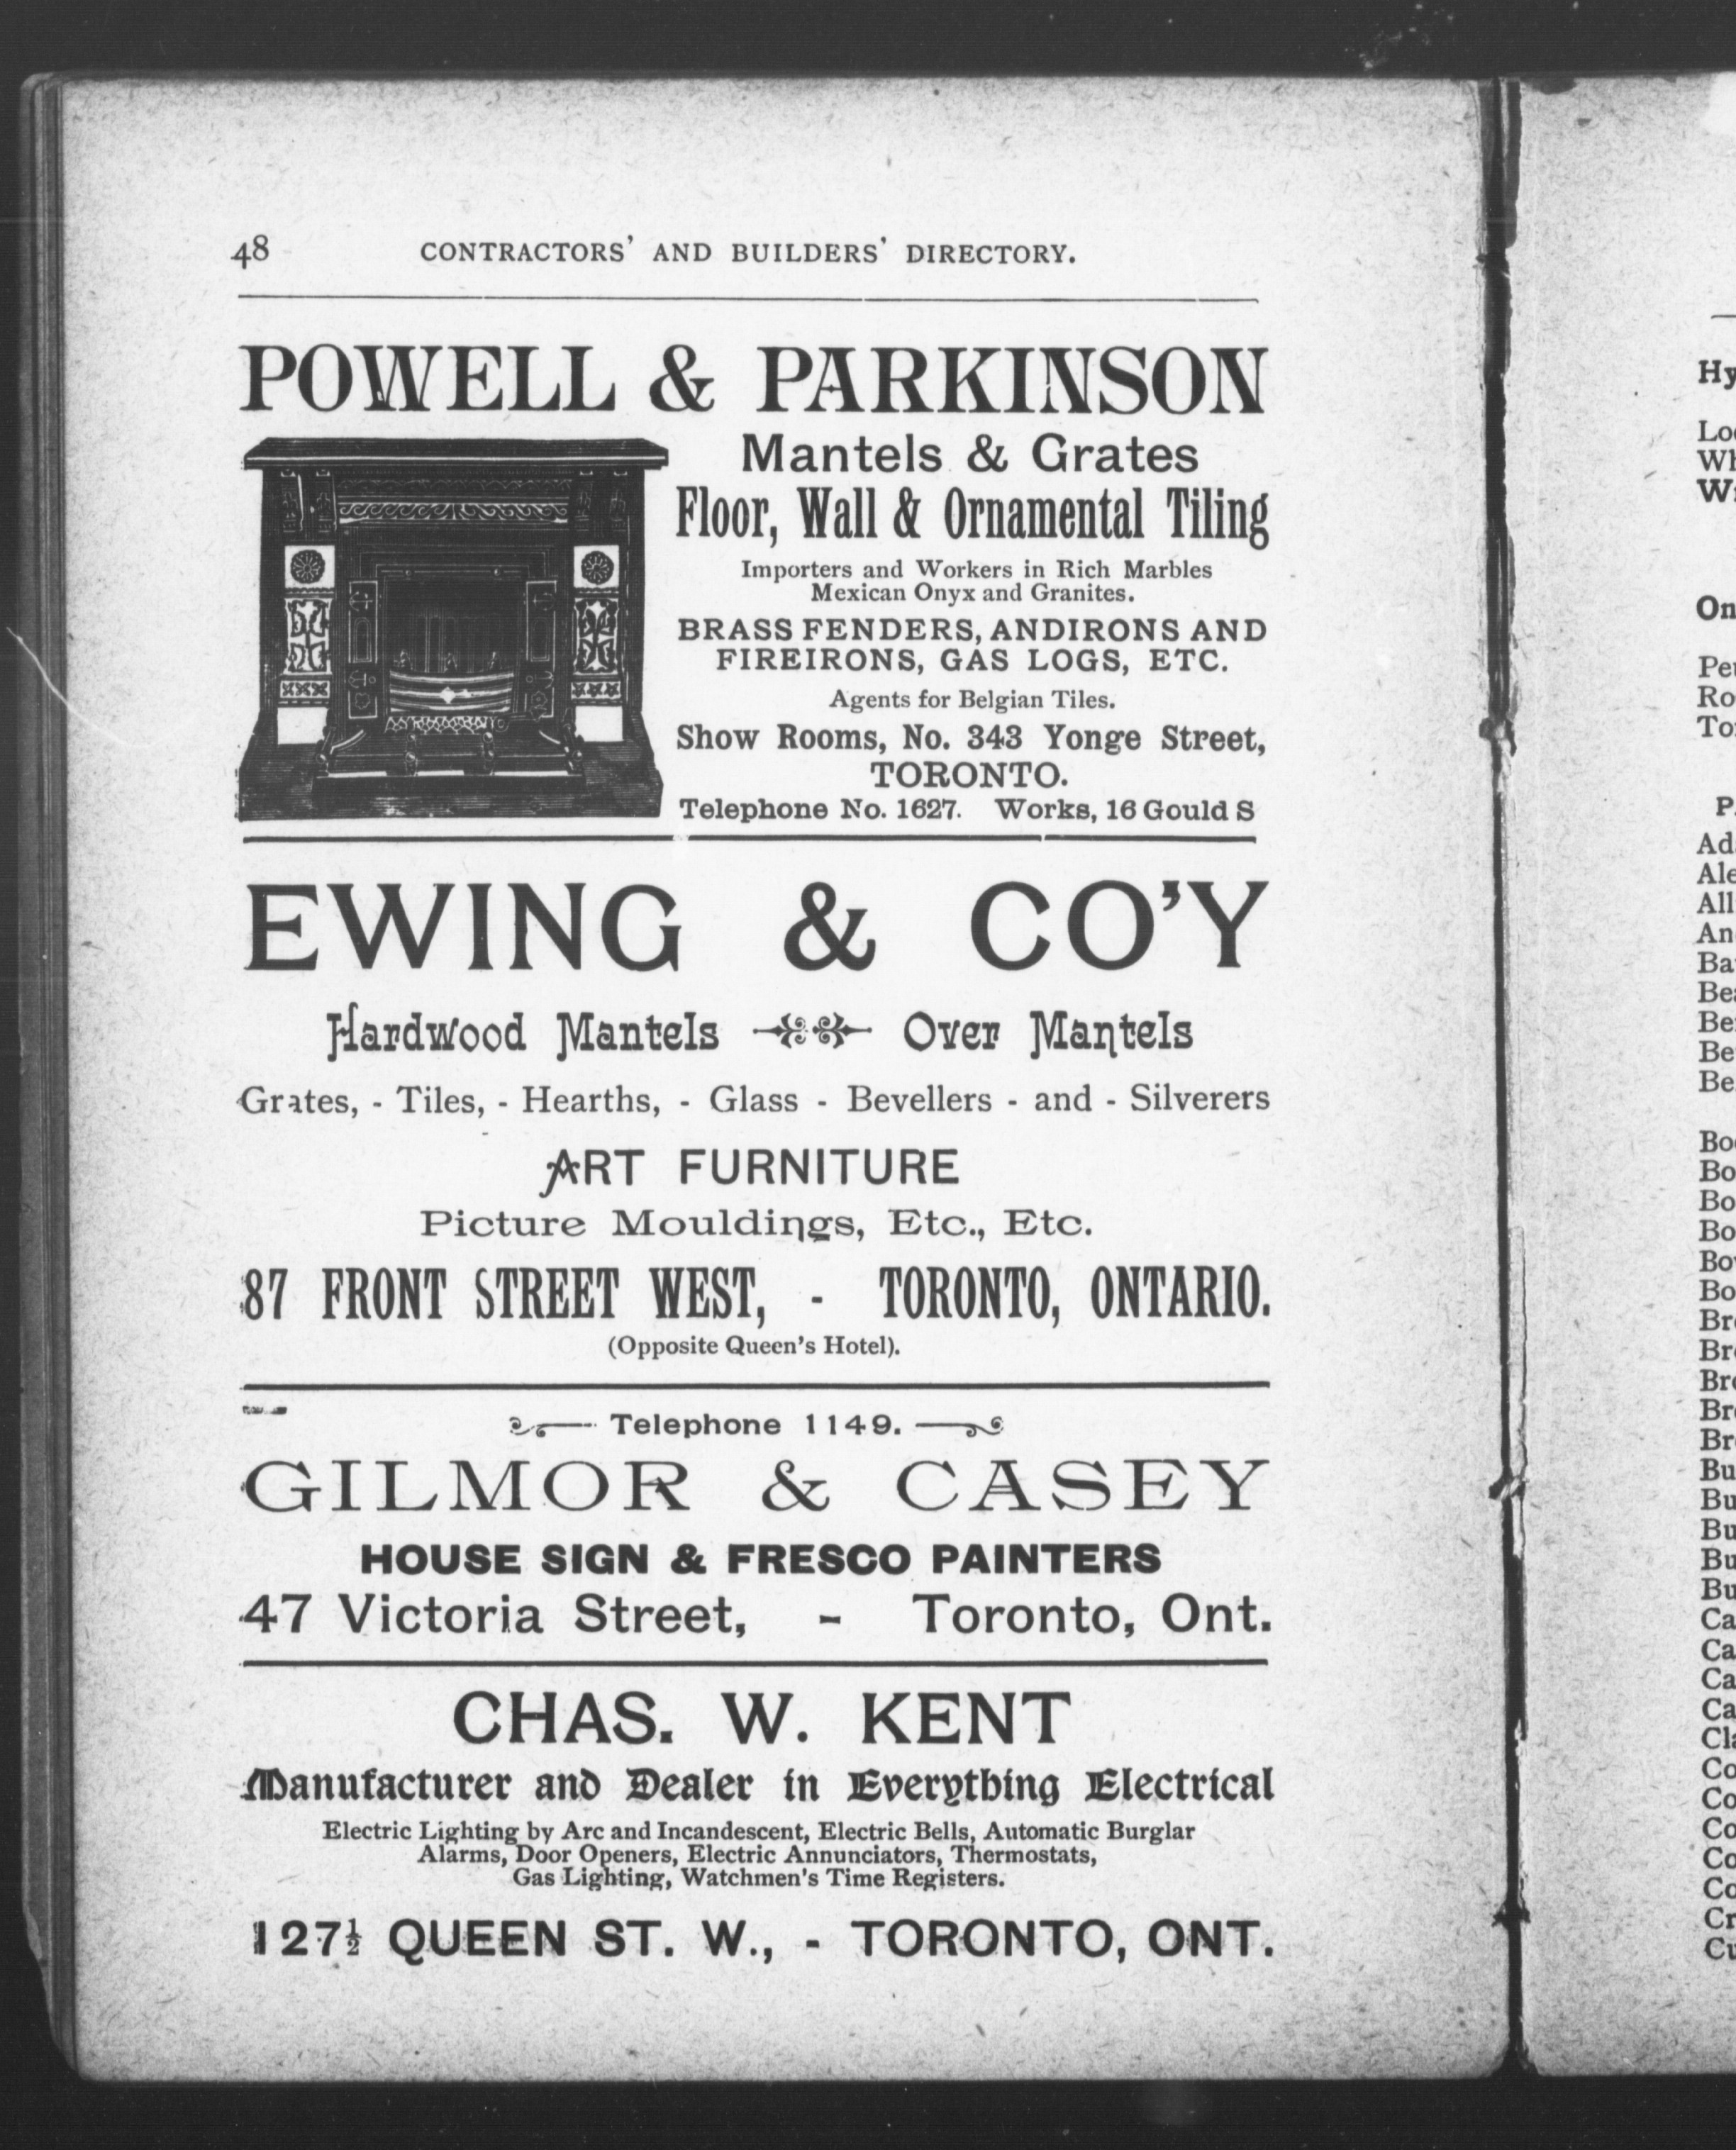 48 CONTRACTORS' AND BUILDERS' DIRECTORY.
POWELL & PARKINSON
Mantels & Grates
Floor, Wall & Ornamental Tiling
Importers and Workers in Rich Marbles
Mexican Onyx and Granites.
BRASS FENDERS, ANDIRONS AND
FIREIRONS, GAS LOGS, ETC.
Agents for Belgian Tiles.
Show Rooms, No. 343 Yonge Street,
TORONTO.
Telephone No. 1627. Works, 16 Gould S
EWING & CO'Y
Hardwood Mantels Over Mantels
Grates, - Tiles, - Hearths, - Glass - Bevellers - and - Silverers
ART FURNITURE
Picture Mouldings, Etc., Etc.
87 FRONT STREET WEST, - TORONTO, ONTARIO.
(Opposite Queen's Hotel).
Telephone 1149.
GILMOR & CASEY
HOUSE SIGN & FRESCO PAINTERS
47 Victoria Street, - Toronto, Ont.
CHAS. W. KENT
Manufacturer and Dealer in Everything Electrical
Electric Lighting by Arc and Incandescent, Electric Bells, Automatic Burglar
Alarms, Door Openers, Electric Annunciators, Thermostats,
Gas Lighting, Watchmen's Time Registers.
127½ QUEEN ST. W., - TORONTO, ONT.